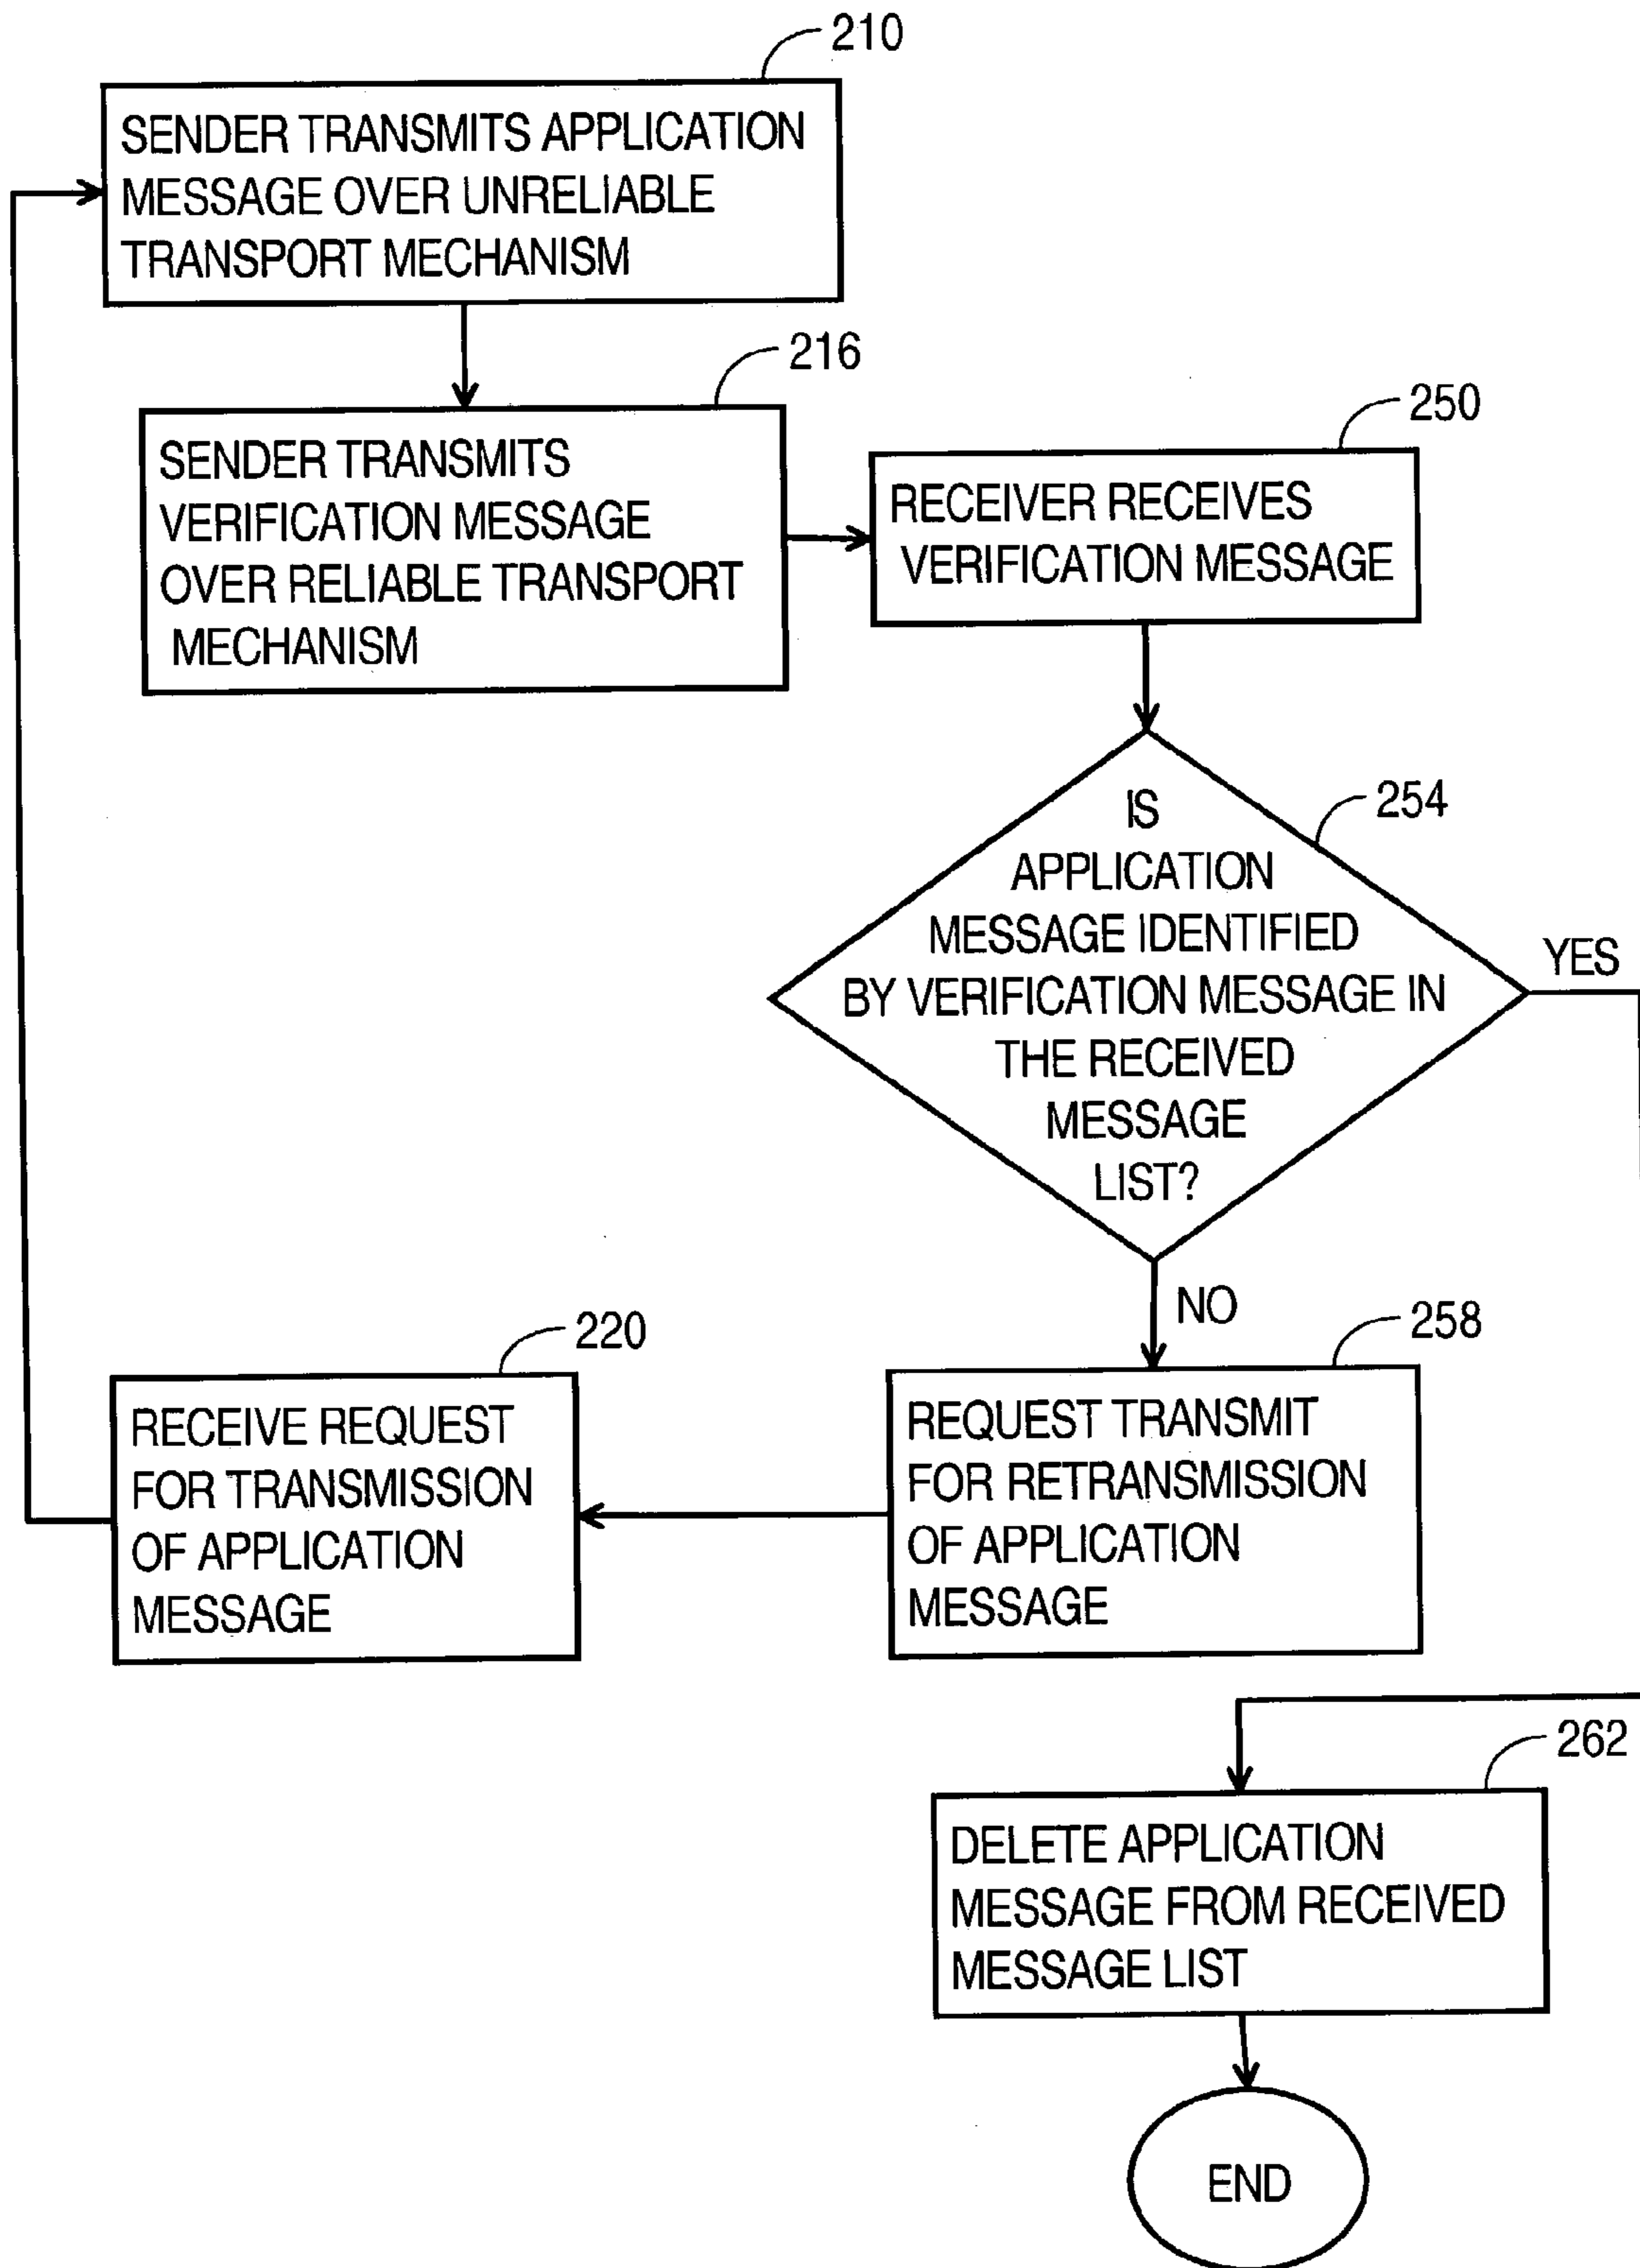 210
SENDER TRANSMITS APPLICATION
MESSAGE OVER UNRELIABLE
TRANSPORT MECHANISM
216
SENDER TRANSMITS
VERIFICATION MESSAGE
OVER RELIABLE TRANSPORT
MECHANISM
250
RECEIVER RECEIVES
VERIFICATION MESSAGE
254
IS
APPLICATION
MESSAGE IDENTIFIED
BY VERIFICATION MESSAGE IN
THE RECEIVED
MESSAGE
LIST?
YES
NO
258
REQUEST TRANSMIT
FOR RETRANSMISSION
OF APPLICATION
MESSAGE
220
RECEIVE REQUEST
FOR TRANSMISSION
OF APPLICATION
MESSAGE
262
DELETE APPLICATION
MESSAGE FROM RECEIVED
MESSAGE LIST
END